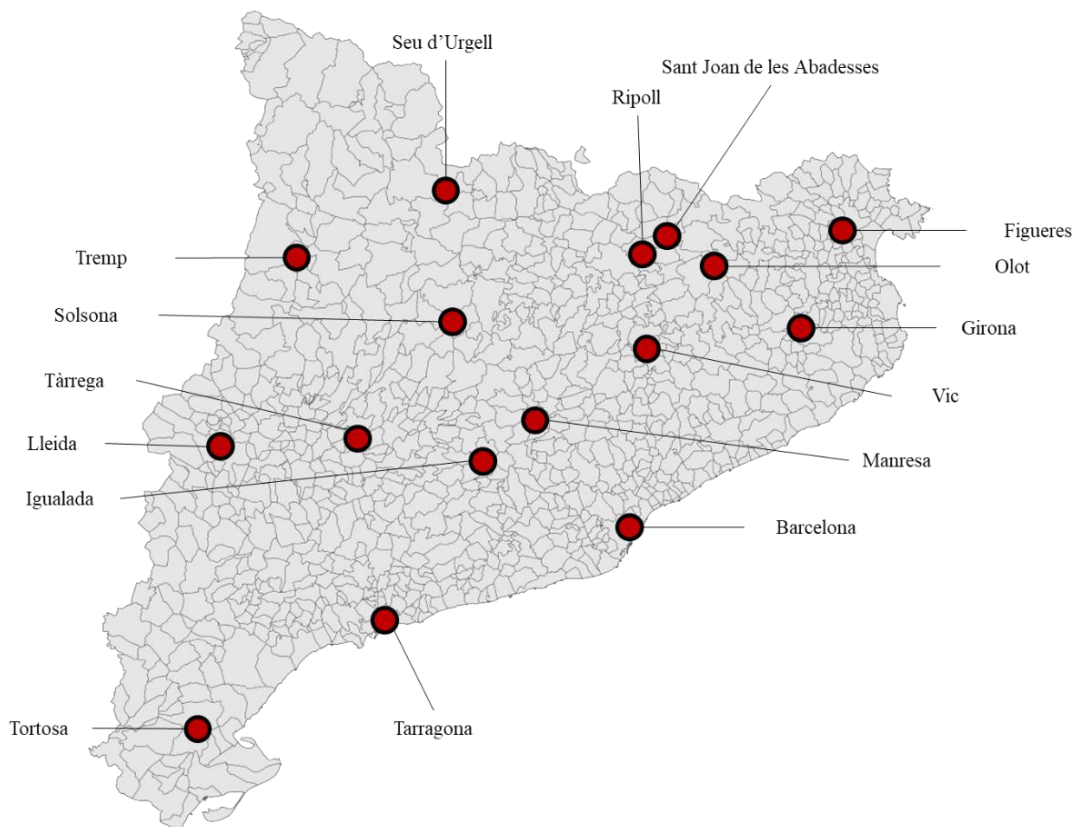 Seu d’Urgell
Sant Joan de les Abadesses
Ripoll
Figueres
Tremp
Olot
Solsona
Girona
Tàrrega
Vic
Lleida
Manresa
Igualada
Barcelona
Tortosa
Tarragona